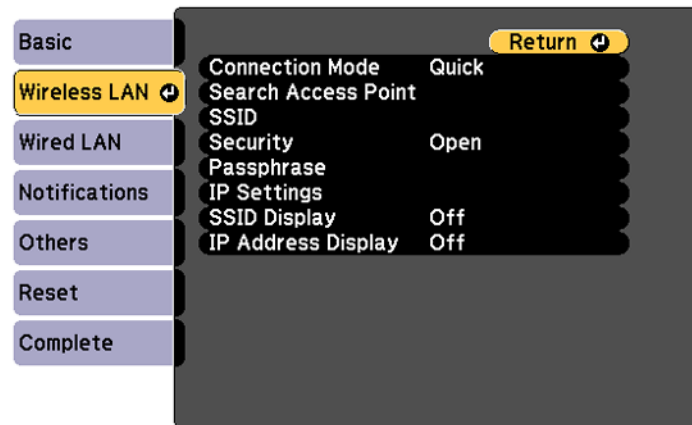 Basic
Wireless LAN
Wired LAN
Notifications
Others
Reset
Complete
Return
Connection Mode Quick
Search Access Point
SSID
Security Open
Passphrase
IP Settings
SSID Display Off
IP Address Display Off